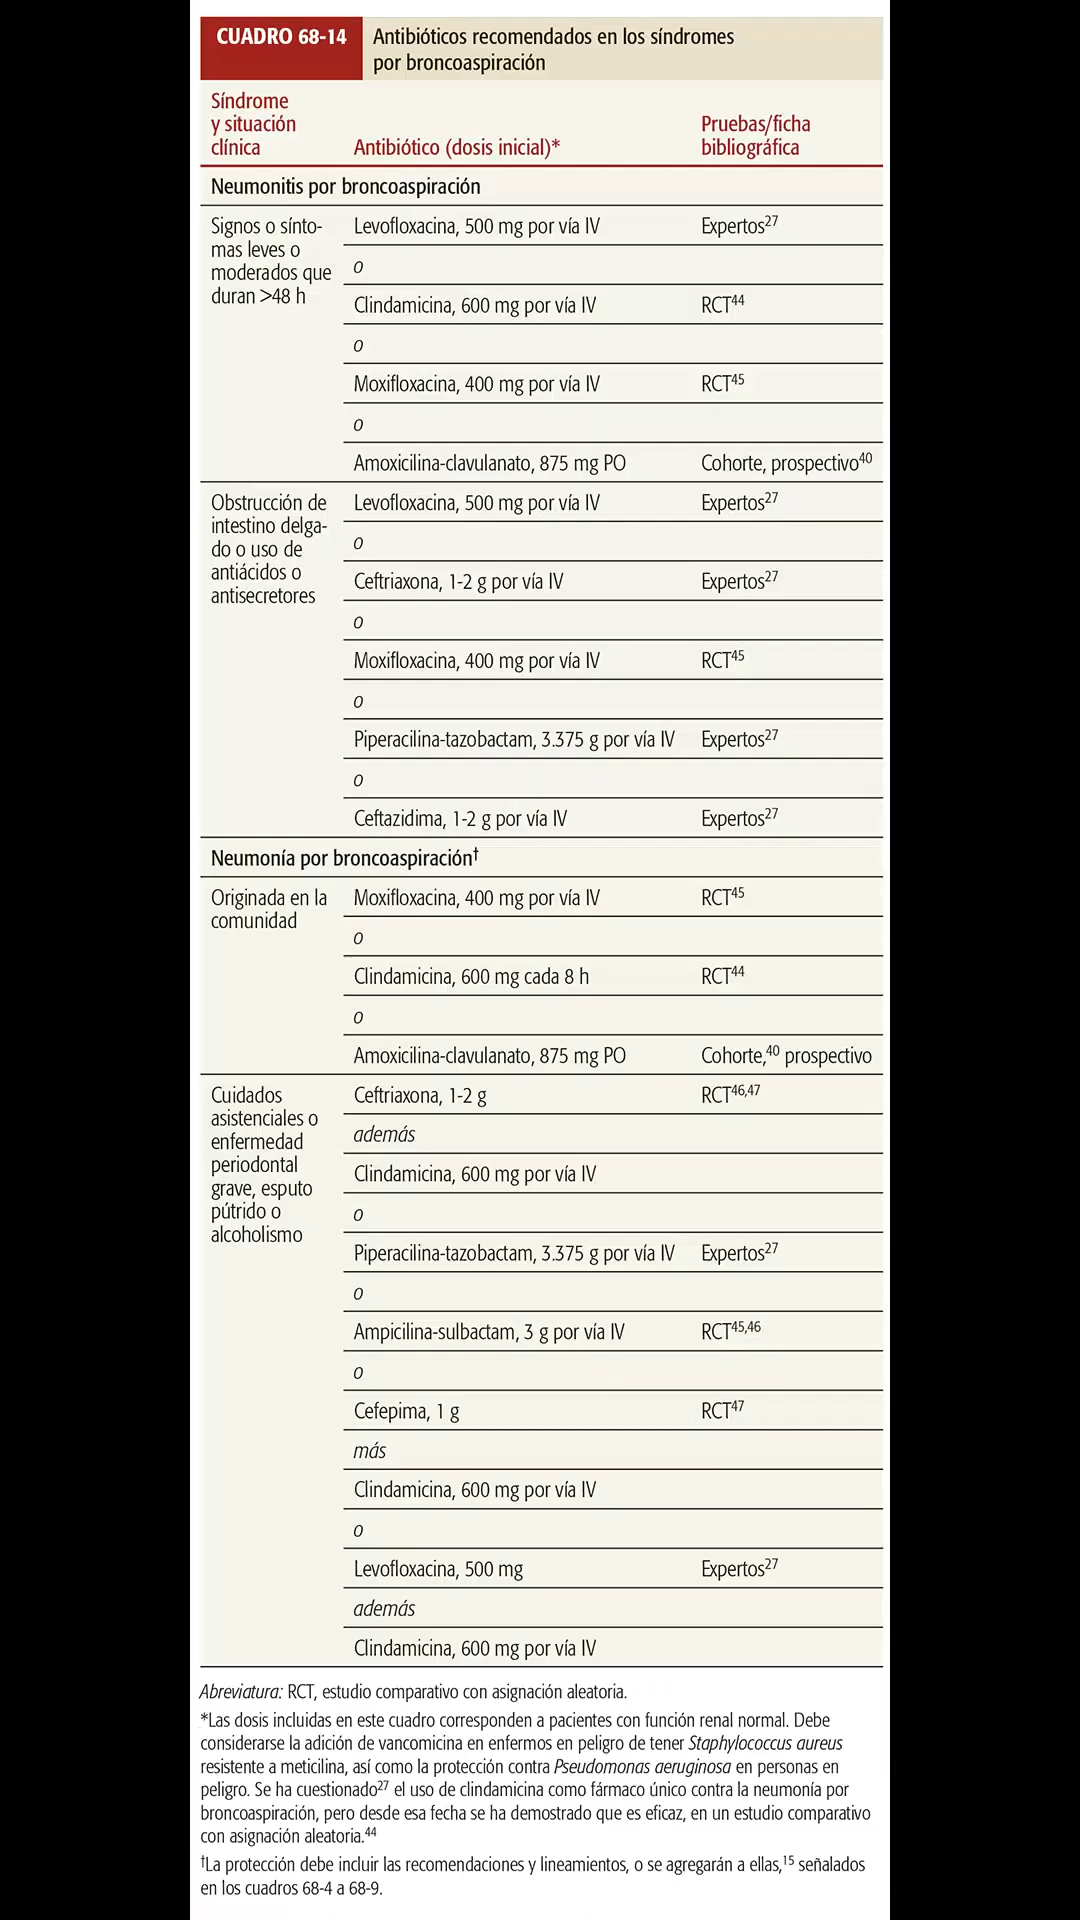 CUADRO 68-14
Antibióticos recomendados en los síndromes
por broncoaspiración
Síndrome
y situación
clínica
Antibiótico (dosis inicial)*
Pruebas/ficha
bibliográfica
Neumonitis por broncoaspiración
Signos o sínto-
mas leves o
moderados que
duran >48 h
Levofloxacina, 500 mg por vía IV
Expertos27
o
Clindamicina, 600 mg por vía IV
RCT44
o
Moxifloxacina, 400 mg por vía IV
RCT45
o
Amoxicilina-clavulanato, 875 mg PO
Cohorte, prospectivo40
Obstrucción de
intestino delga-
do o uso de
antiácidos o
antisecretores
Levofloxacina, 500 mg por vía IV
Expertos27
o
Ceftriaxona, 1-2 g por vía IV
Expertos27
o
Moxifloxacina, 400 mg por vía IV
RCT45
o
Piperacilina-tazobactam, 3.375 g por vía IV
Expertos27
o
Ceftazidima, 1-2 g por vía IV
Expertos27
Neumonía por broncoaspiración†
Originada en la
comunidad
Moxifloxacina, 400 mg por vía IV
RCT45
o
Clindamicina, 600 mg cada 8 h
RCT44
o
Amoxicilina-clavulanato, 875 mg PO
Cohorte,40 prospectivo
Cuidados
asistenciales o
enfermedad
periodontal
grave, esputo
pútrido o
alcoholismo
Ceftriaxona, 1-2 g
RCT46,47
además
Clindamicina, 600 mg por vía IV
o
Piperacilina-tazobactam, 3.375 g por vía IV
Expertos27
o
Ampicilina-sulbactam, 3 g por vía IV
RCT45,46
o
Cefepima, 1 g
RCT47
más
Clindamicina, 600 mg por vía IV
o
Levofloxacina, 500 mg
Expertos27
además
Clindamicina, 600 mg por vía IV
Abreviatura: RCT, estudio comparativo con asignación aleatoria.
*Las dosis incluidas en este cuadro corresponden a pacientes con función renal normal. Debe
considerarse la adición de vancomicina en enfermos en peligro de tener Staphylococcus aureus
resistente a meticilina, así como la protección contra Pseudomonas aeruginosa en personas en
peligro. Se ha cuestionado27 el uso de clindamicina como fármaco único contra la neumonía por
broncoaspiración, pero desde esa fecha se ha demostrado que es eficaz, en un estudio comparativo
con asignación aleatoria.44
†La protección debe incluir las recomendaciones y lineamientos, o se agregarán a ellas,15 señalados
en los cuadros 68-4 a 68-9.